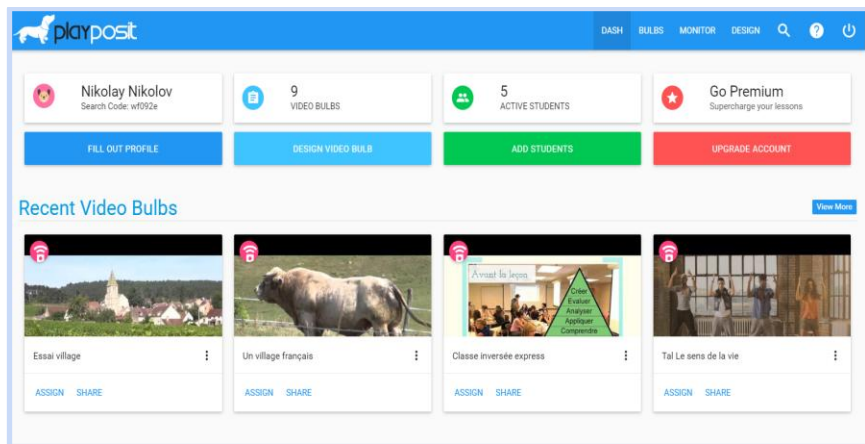 playposit
DASH BULBS MONITOR DESIGN
Nikolay Nikolov
Search Code: wf092e
9
VIDEO BULBS
5
ACTIVE STUDENTS
Go Premium
Supercharge your lessons
FILL OUT PROFILE
DESIGN VIDEO BULB
ADD STUDENTS
UPGRADE ACCOUNT
Recent Video Bulbs
View More
Avant la leçon
Créer
Evaluer
Analyser
Appliquer
Comprendre
Essai village
Un village français
Classe inversée express
Tal Le sens de la vie
ASSIGN SHARE
ASSIGN SHARE
ASSIGN SHARE
ASSIGN SHARE